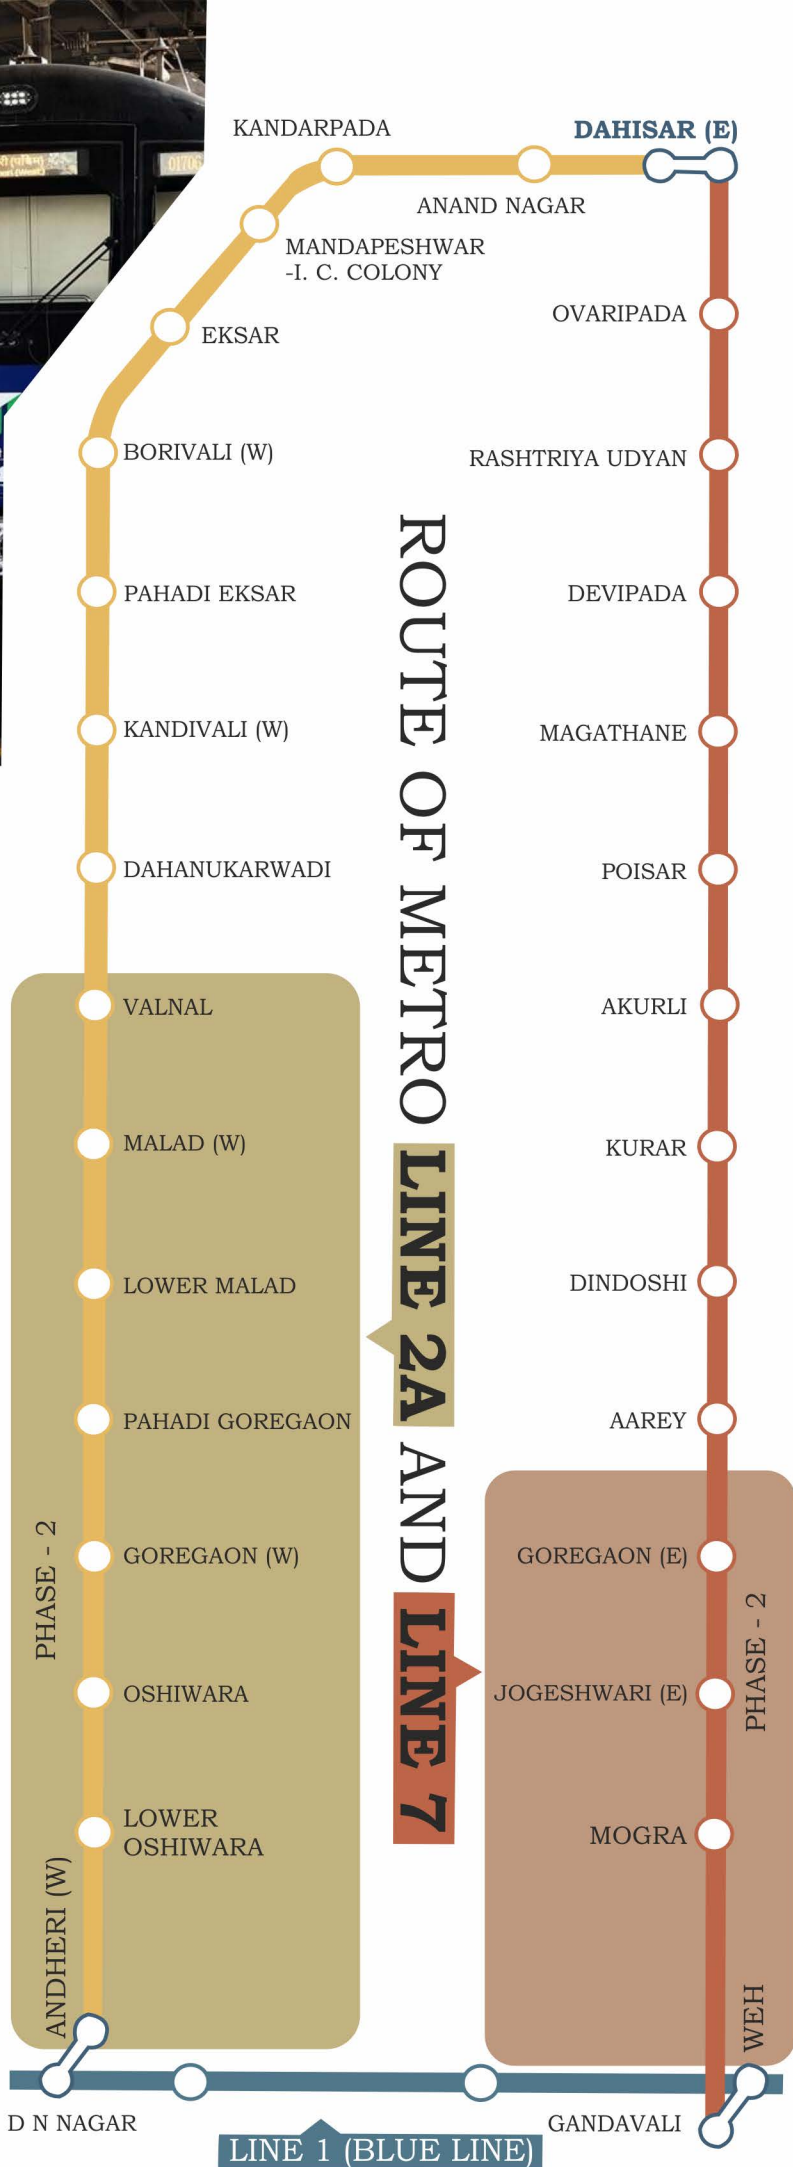 01706
KANDARPADA
DAHISAR (E)
ANAND NAGAR
MANDAPESHWAR
-I. C. COLONY
EKSAR
BORIVALI (W)
PAHADI EKSAR
KANDIVALI (W)
DAHANUKARWADI
VALNAL
MALAD (W)
LOWER MALAD
PAHADI GOREGAON
GOREGAON (W)
OSHIWARA
LOWER
OSHIWARA
PHASE - 2
ANDHERI (W)
ROUTE OF METRO LINE 2A AND LINE 7
OVARIPADA
RASHTRIYA UDYAN
DEVIPADA
MAGATHANE
POISAR
AKURLI
KURAR
DINDOSHI
AAREY
GOREGAON (E)
JOGESHWARI (E)
MOGRA
PHASE - 2
WEH
D N NAGAR
GANDAVALI
LINE 1 (BLUE LINE)